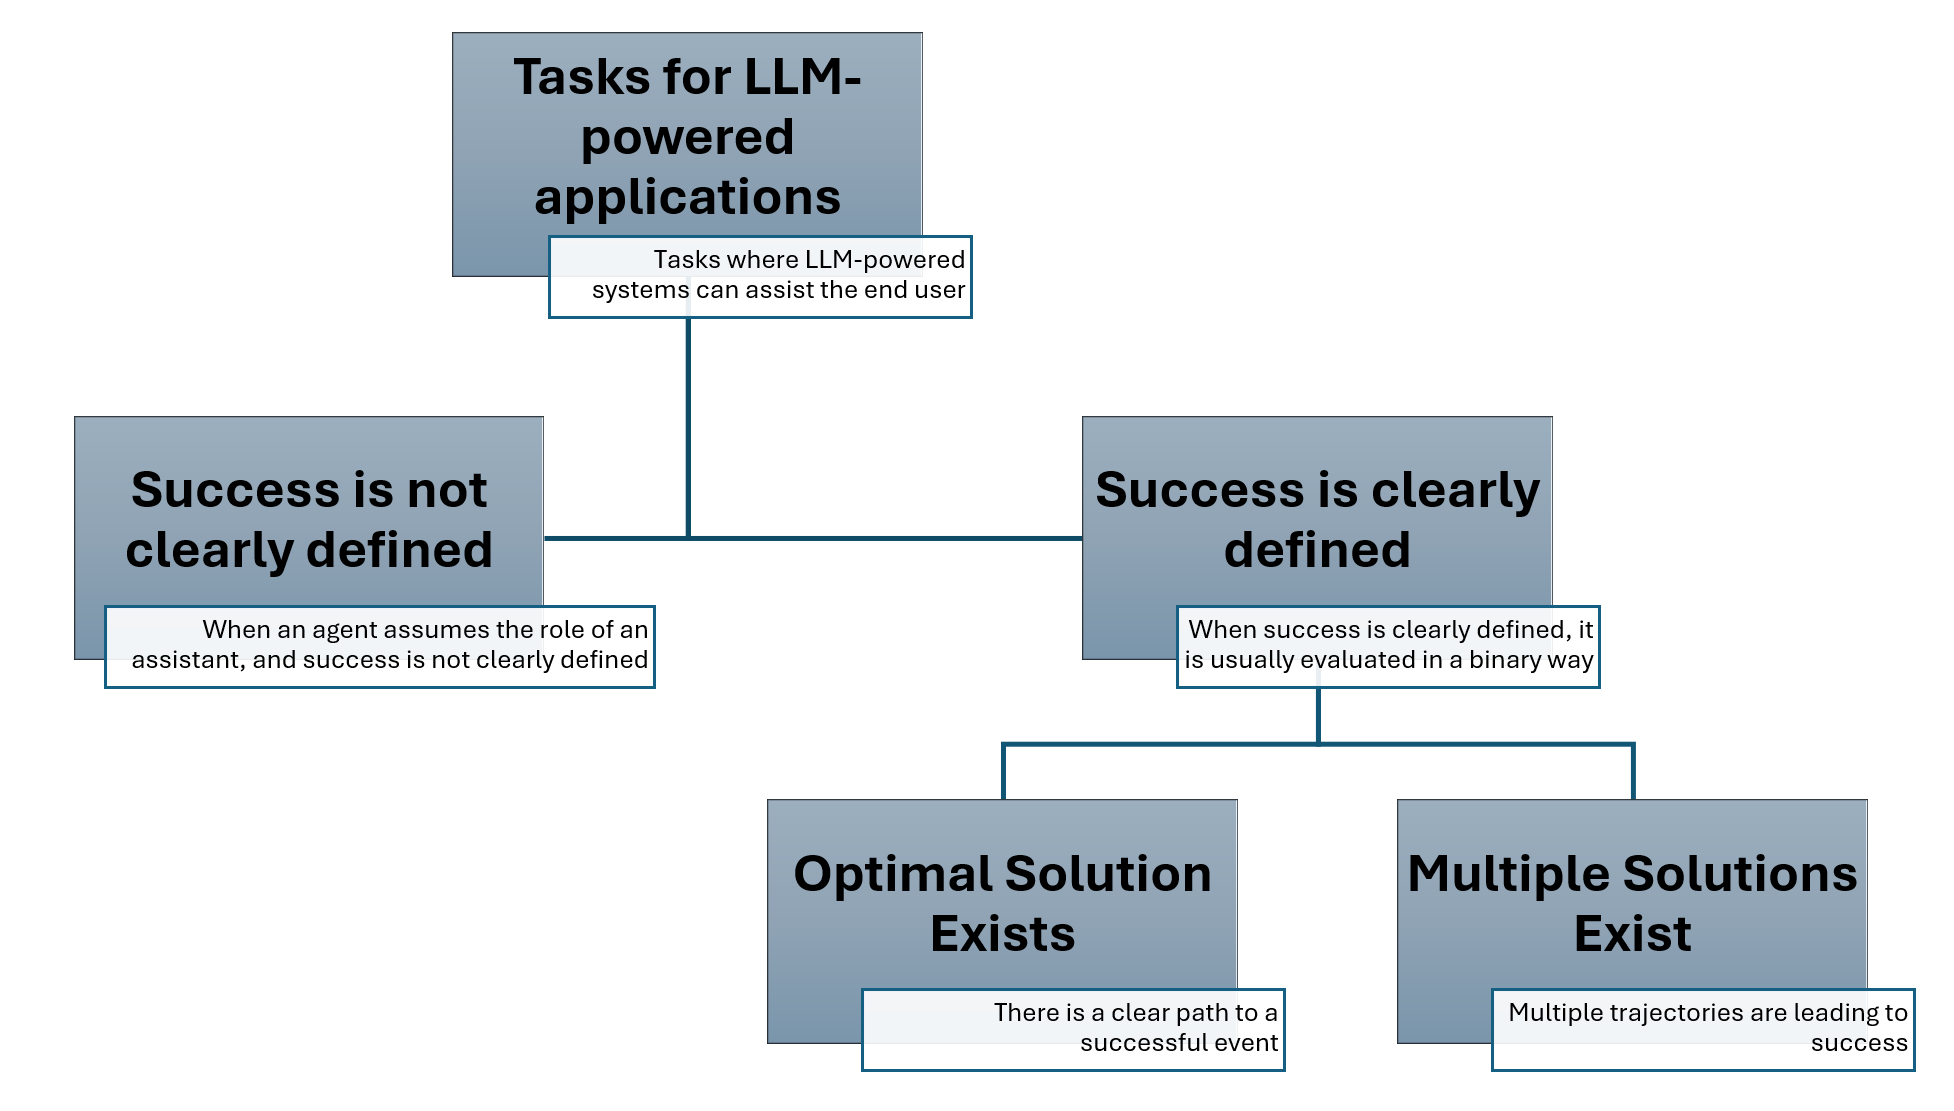 Tasks for LLM-
powered
applications
Tasks where LLM-powered
systems can assist the end user
Success is not
clearly defined
When an agent assumes the role of an
assistant, and success is not clearly defined
Success is clearly
defined
When success is clearly defined, it
is usually evaluated in a binary way
Optimal Solution
Exists
There is a clear path to a
successful event
Multiple Solutions
Exist
Multiple trajectories are leading to
success